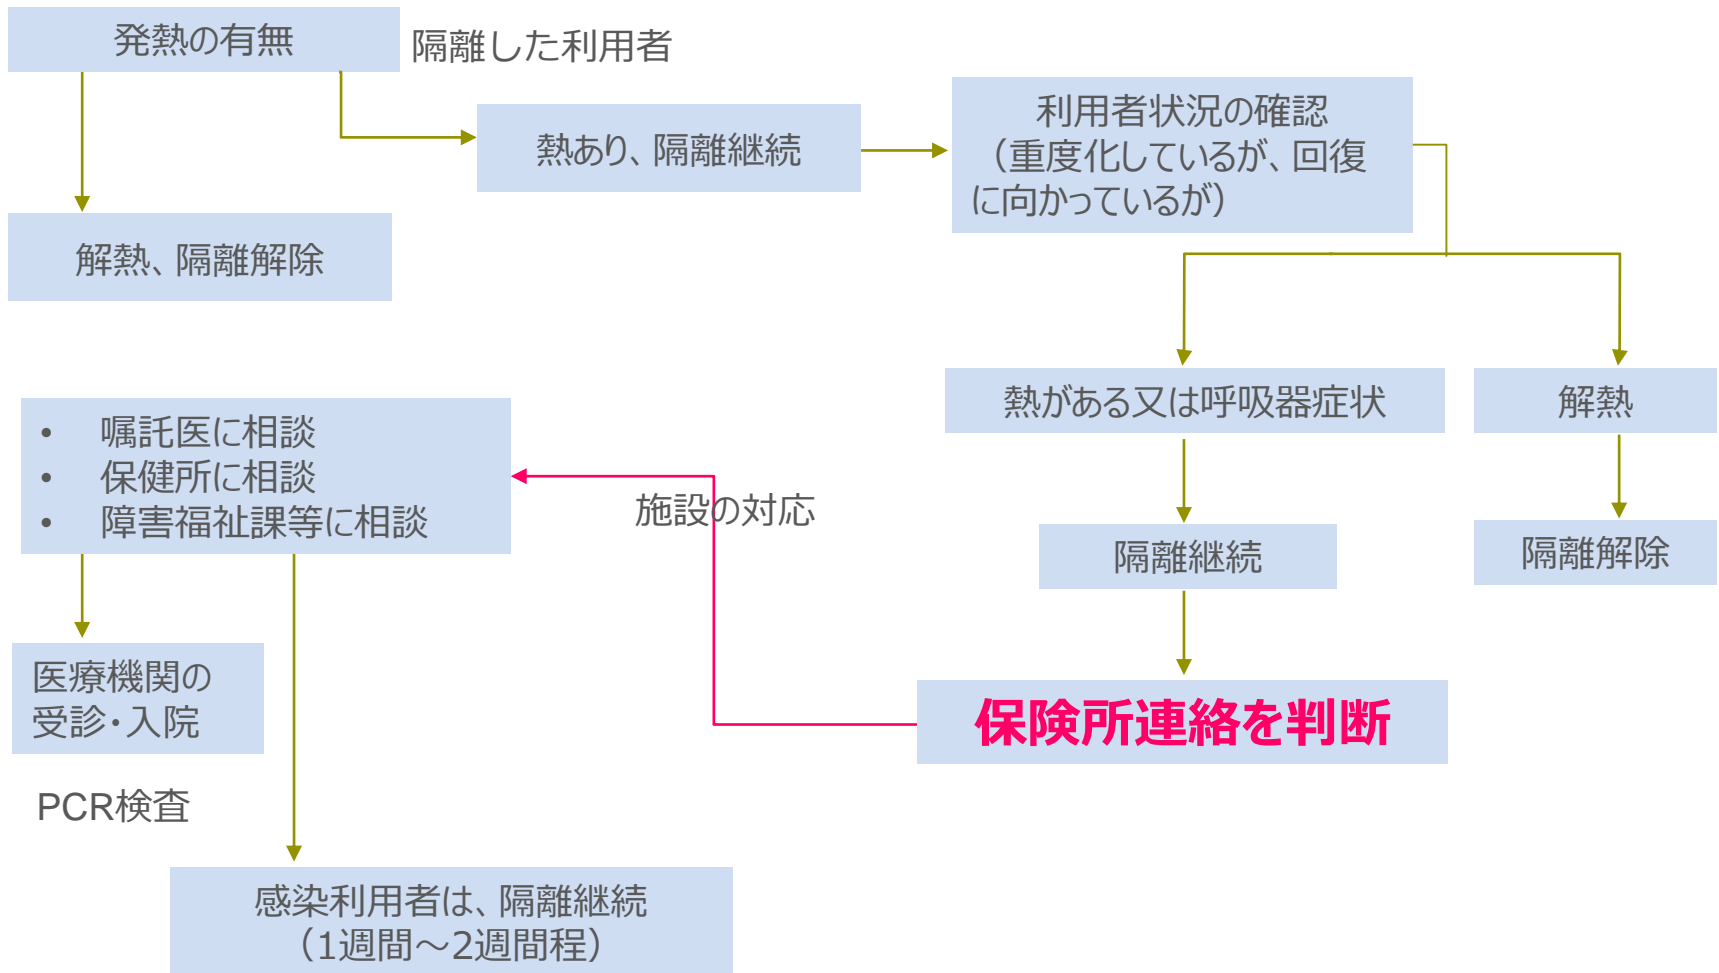 発熱の有無
隔離した利用者
熱あり、隔離継続
利用者状況の確認
（重度化しているが、回復
に向かっているが）
解熱、隔離解除
熱がある又は呼吸器症状
解熱
• 嘱託医に相談
• 保健所に相談
• 障害福祉課等に相談
施設の対応
隔離継続
隔離解除
医療機関の
受診・入院
保険所連絡を判断
PCR検査
感染利用者は、隔離継続
（1週間～2週間程）